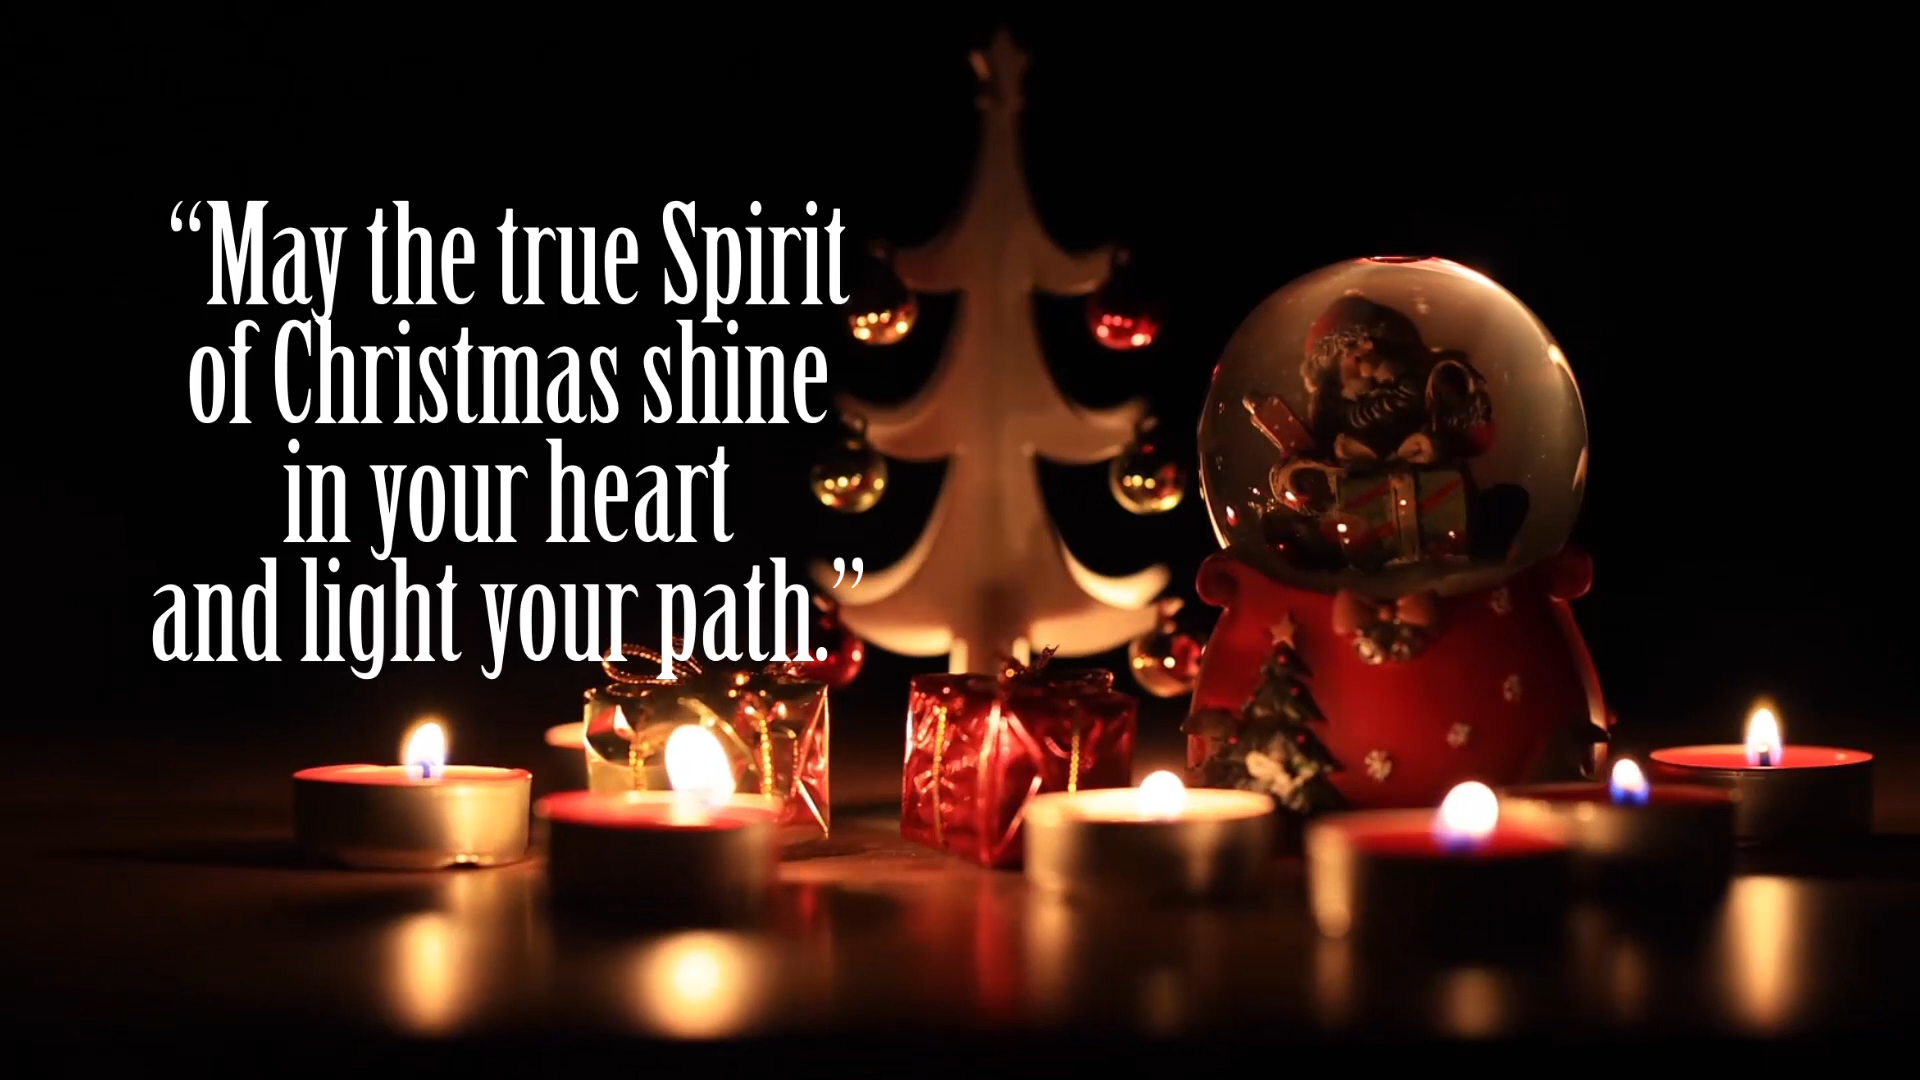 “May the true Spirit
of Christmas shine
in your heart
and light your path.”